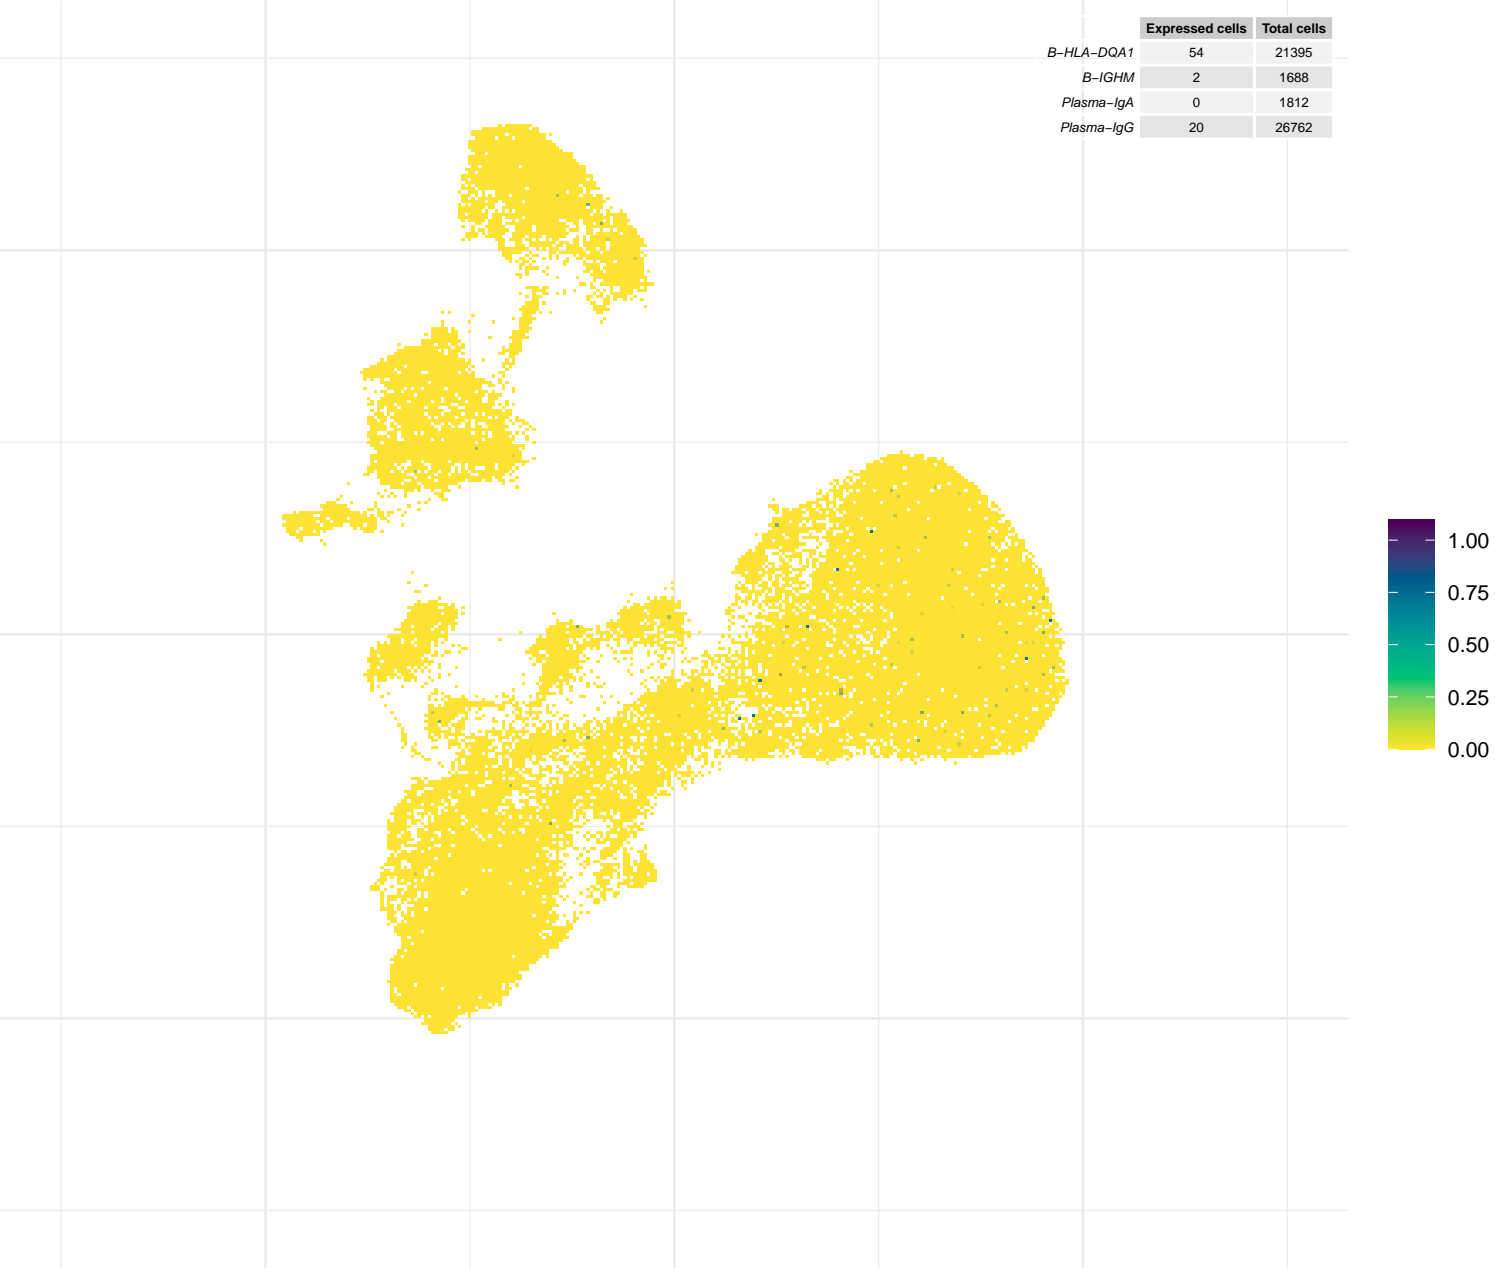 Expressed cells Total cells
B−HLA−DQA1 54 21395
B−IGHM 2 1688
Plasma−IgA 0 1812
Plasma−IgG 20 26762
1.00
0.75
0.50
0.25
0.00